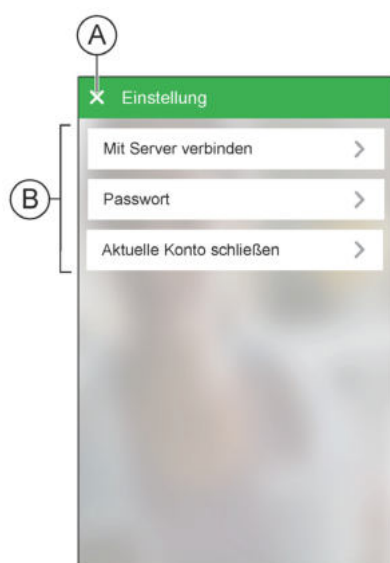 A
Einstellung
Mit Server verbinden
B
Passwort
Aktuelle Konto schließen